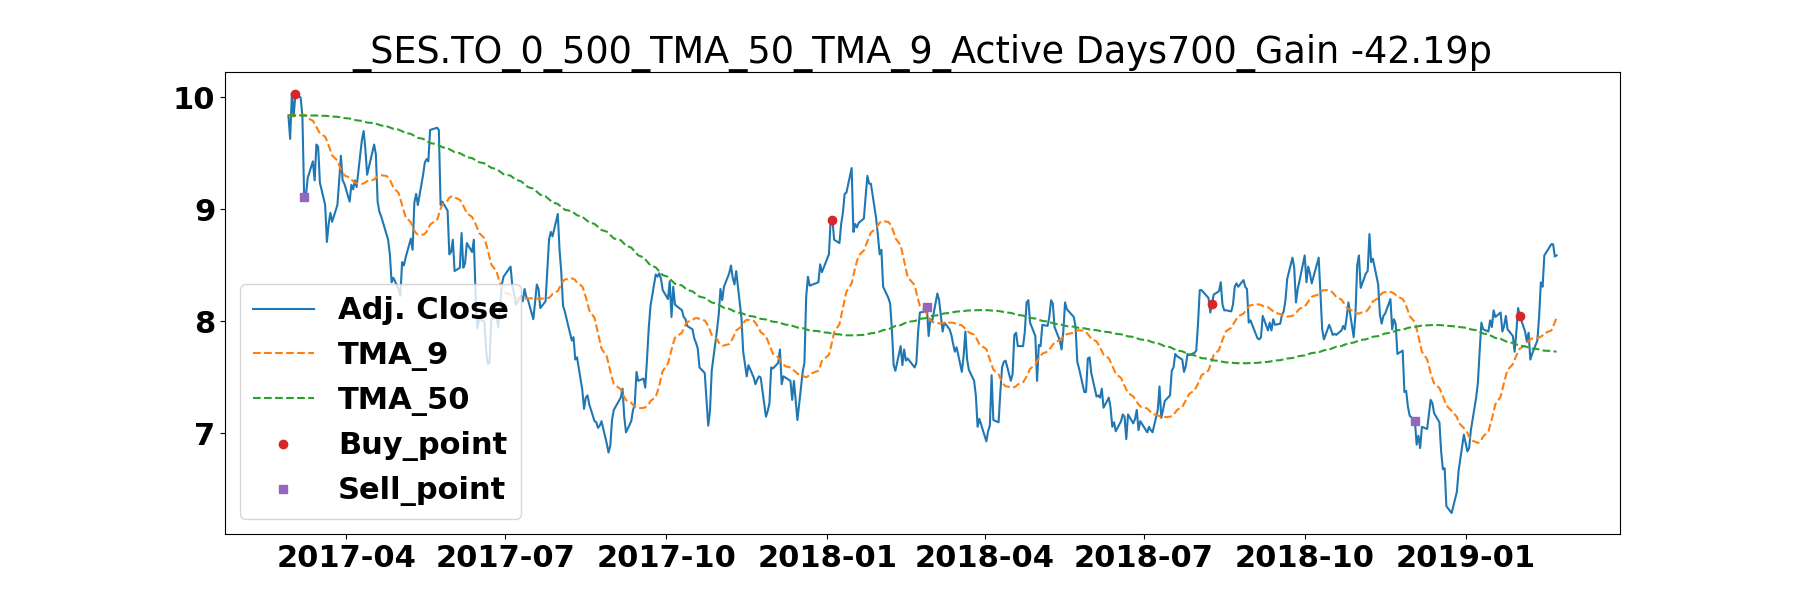 _SES.TO_0_500_TMA_50_TMA_9_Active Days700_Gain -42.19p
10
9
8
7
Adj. Close
TMA_9
TMA_50
Buy_point
Sell_point
2017-04 2017-07 2017-10 2018-01 2018-04 2018-07 2018-10 2019-01